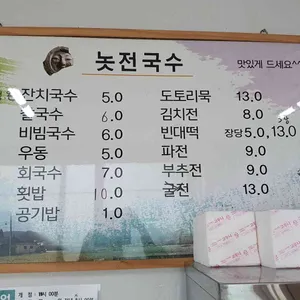 놋전국수
맛있게 드세요^^
잔치국수 5.0
물국수 6.0
비빔국수 6.0
우동 5.0
회국수 7.0
횟밥 10.0
공기밥 1.0
도토리묵 13.0
김치전 8.0
빈대떡 장당5.0, 13.0
파전 9.0
부추전 9.0
굴전 13.0